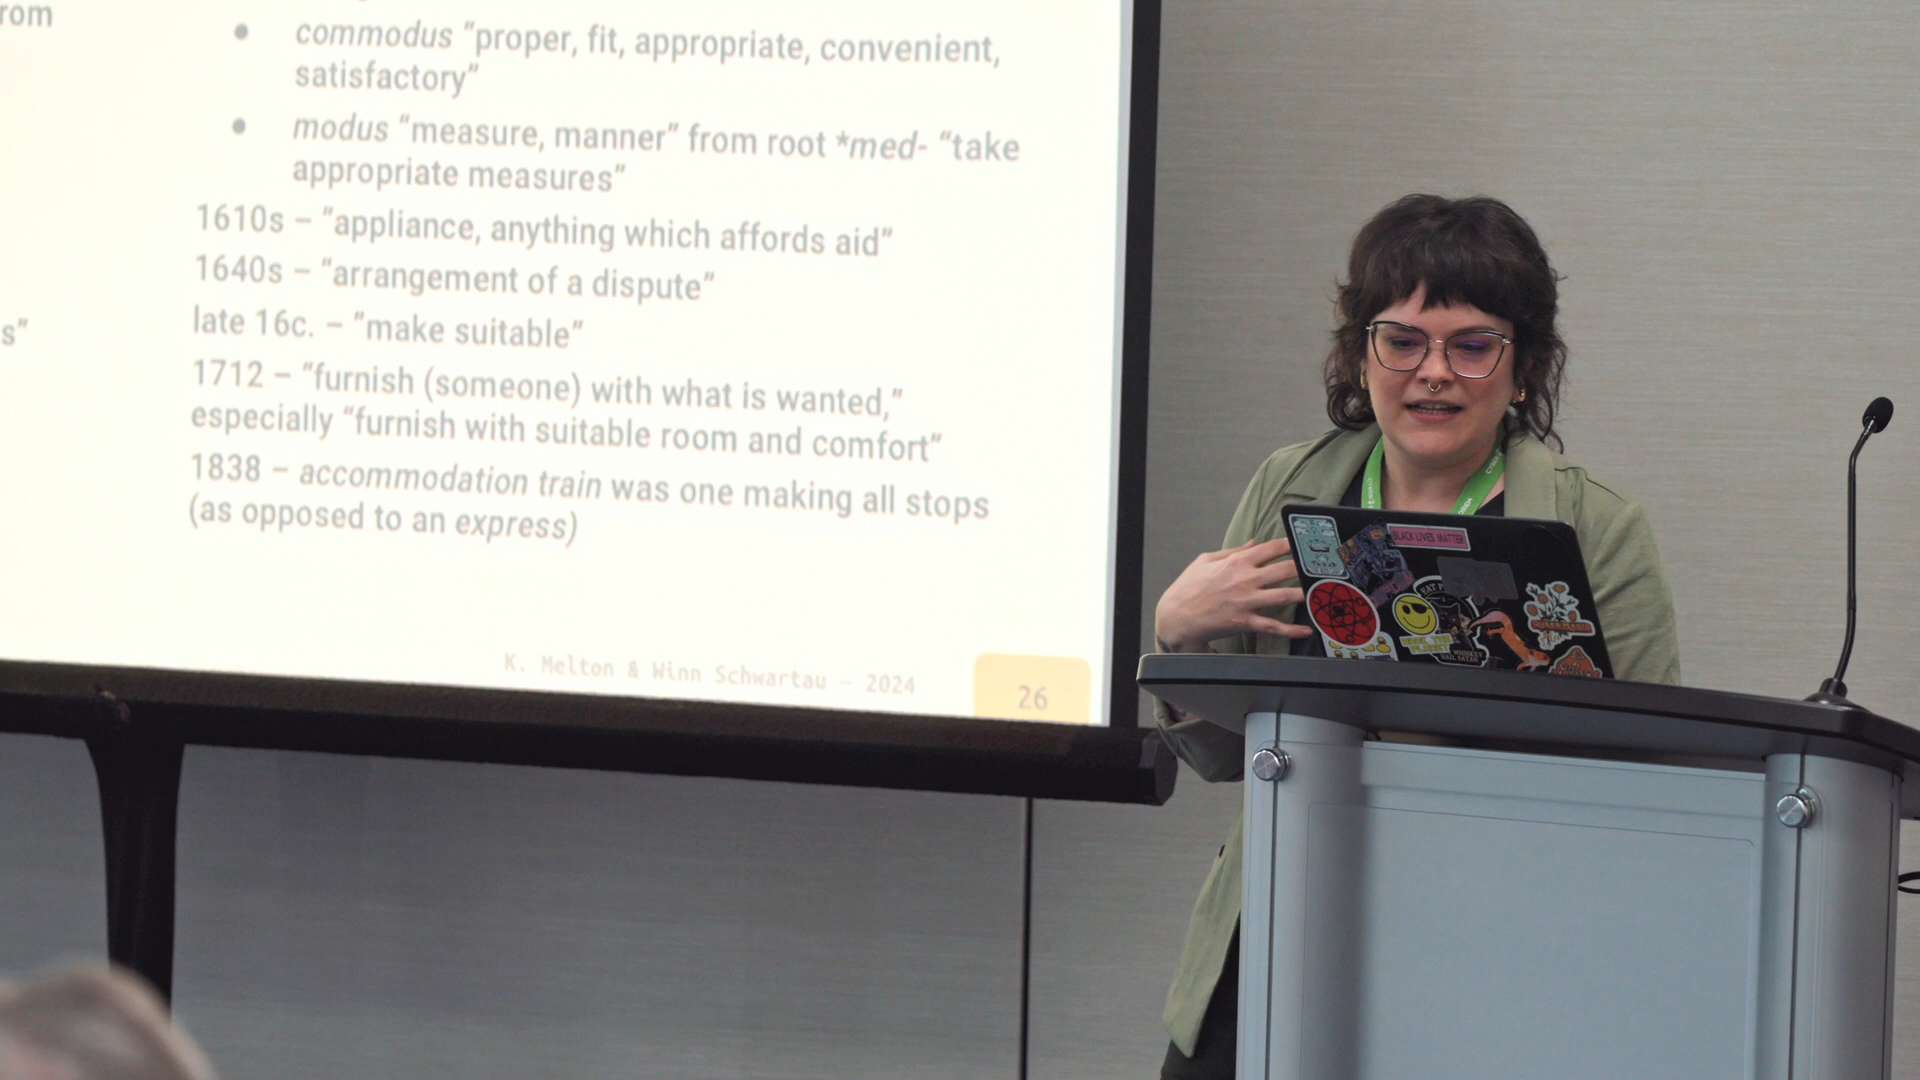 rom
commodus “proper, fit, appropriate, convenient,
satisfactory”
modus “measure, manner” from root *med- “take
appropriate measures”
1610s – “appliance, anything which affords aid”
1640s – “arrangement of a dispute”
s”
late 16c. – “make suitable”
1712 – “furnish (someone) with what is wanted,”
especially “furnish with suitable room and comfort”
1838 – accommodation train was one making all stops
(as opposed to an express)
K. Melton & Winn Schwartau – 2024
26
BLACK LIVES MATTER
WHISKEY
HAIL SATAN